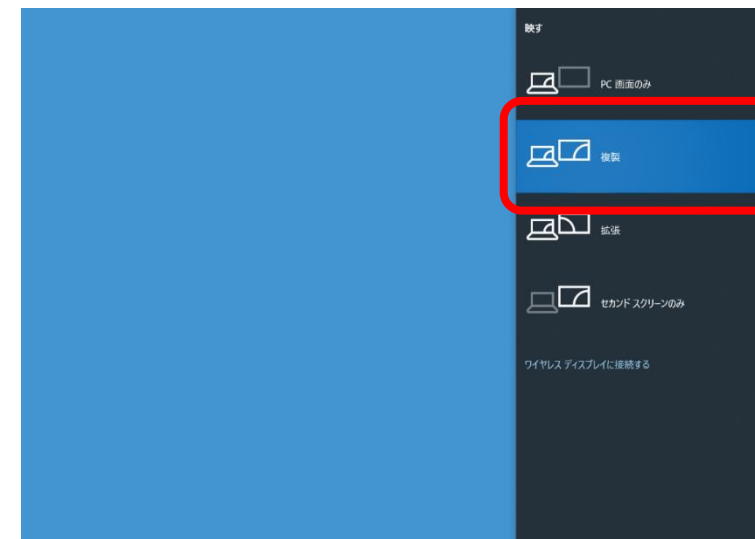 映す
PC 画面のみ
複製
拡張
セカンド スクリーンのみ
ワイヤレス ディスプレイに接続する